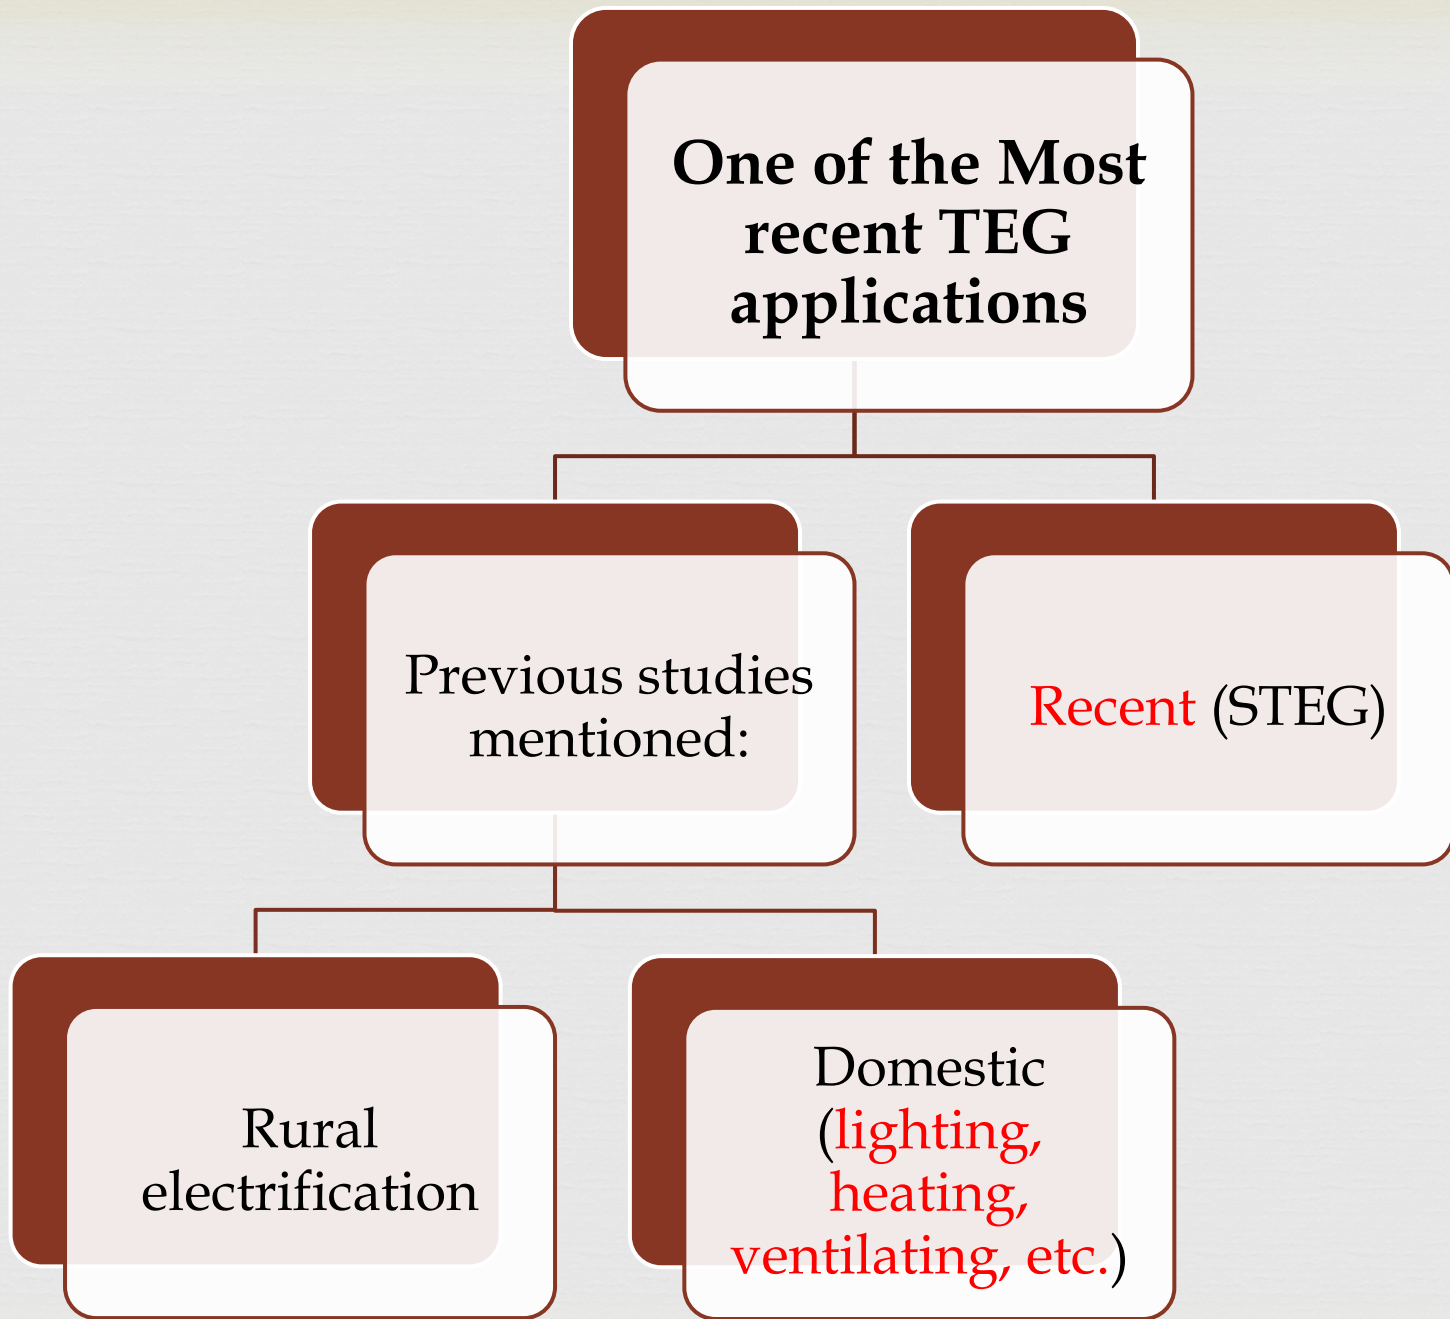 One of the Most
recent TEG
applications
Previous studies
mentioned:
Recent (STEG)
Rural
electrification
Domestic
(lighting,
heating,
ventilating, etc.)